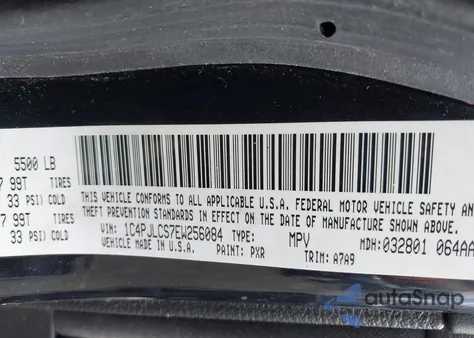 5500 LB
7 99T TIRES
33 PSI) COLD
7 99T TIRES
33 PSI) COLD
THIS VEHICLE CONFORMS TO ALL APPLICABLE U.S.A. FEDERAL MOTOR VEHICLE SAFETY AN
THEFT PREVENTION STANDARDS IN EFFECT ON THE DATE OF MANUFACTURE SHOWN ABOVE.
VIN: 1C4PJLCS7EW256084 TYPE: MPV MDH: 032801 064AA
VEHICLE MADE IN U.S.A. PAINT: PXR TRIM: A7A9
autoSnap